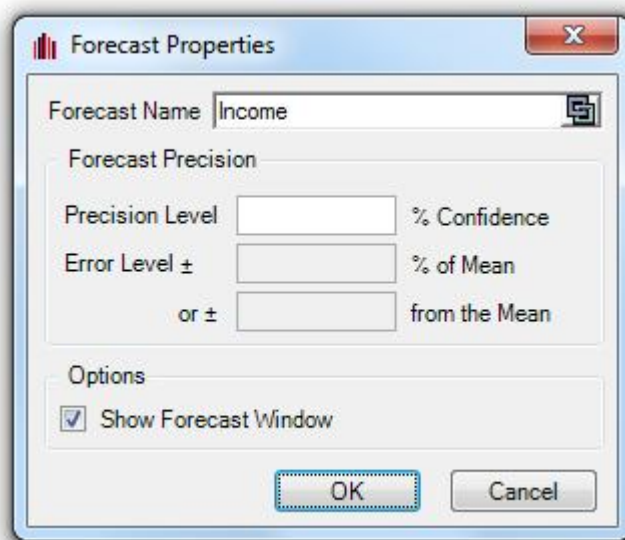 Forecast Properties
Forecast Name Income
Forecast Precision
Precision Level % Confidence
Error Level ± % of Mean
or ± from the Mean
Options
Show Forecast Window
OK Cancel